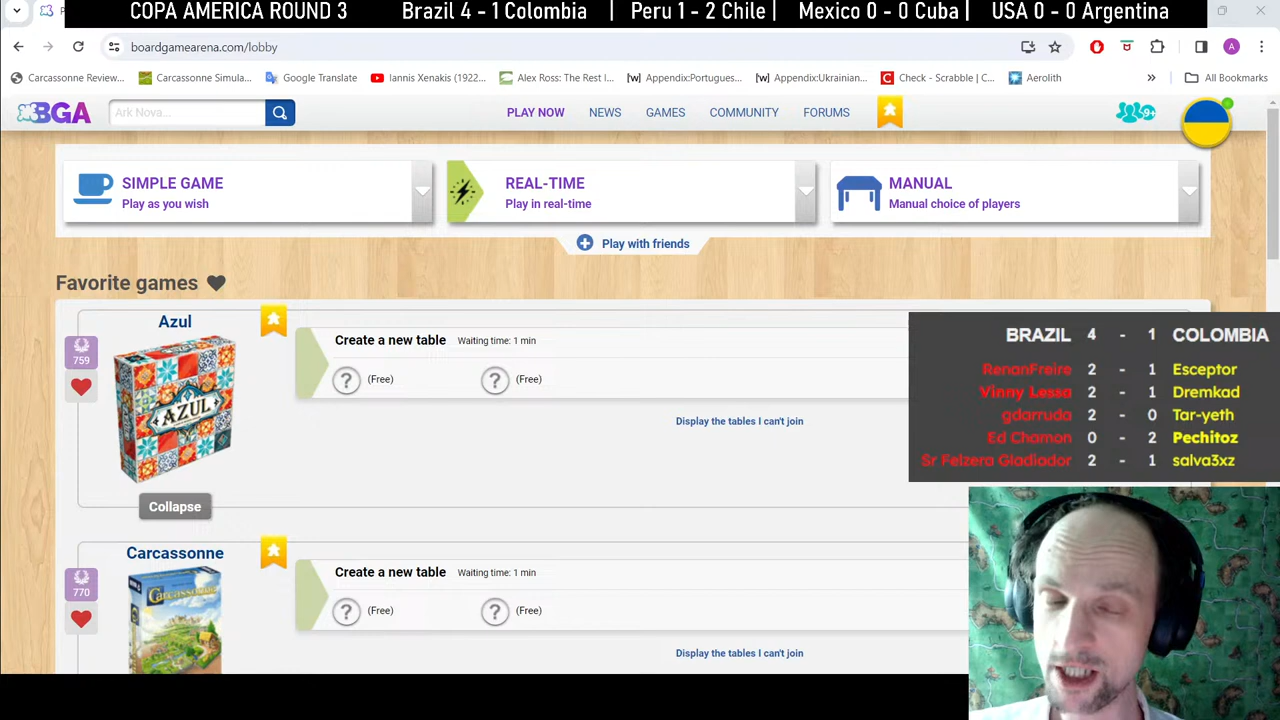 COPA AMERICA ROUND 3 Brazil 4 - 1 Colombia | Peru 1 - 2 Chile | Mexico 0 - 0 Cuba | USA 0 - 0 Argentina
boardgamearena.com/lobby A
Carcassonne Review... Carcassonne Simula... Google Translate Iannis Xenakis (1922... Alex Ross: The Rest I... [w] Appendix:Portugues... [w] Appendix:Ukrainian... C Check - Scrabble | C... Aerolith » All Bookmarks
BGA Ark Nova... PLAY NOW NEWS GAMES COMMUNITY FORUMS 9+
SIMPLE GAME
Play as you wish
REAL-TIME
Play in real-time
MANUAL
Manual choice of players
Play with friends
Favorite games
Azul
759
AZUL
Collapse
Create a new table Waiting time: 1 min
? (Free) ? (Free)
Display the tables I can't join
BRAZIL 4 - 1 COLOMBIA
RenanFreire 2 - 1 Esceptor
Vinny Lessa 2 - 1 Dremkad
gdarruda 2 - 0 Tar-yeth
Ed Chamon 0 - 2 Pechitoz
Sr Felzera Gladiador 2 - 1 salva3xz
Carcassonne
770
Carcassonne
Create a new table Waiting time: 1 min
? (Free) ? (Free)
Display the tables I can't join